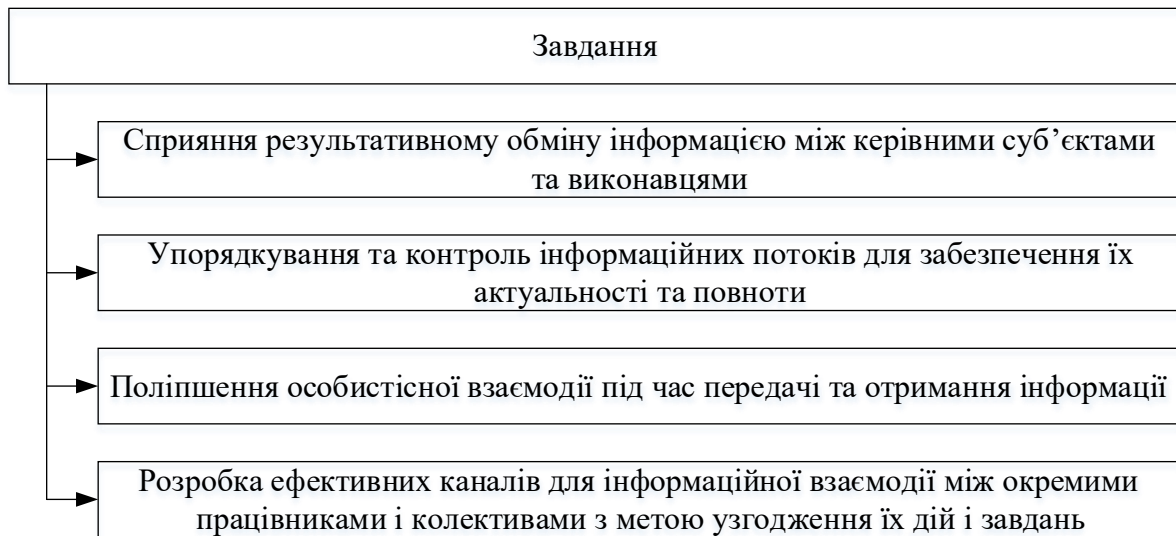 Завдання
Сприяння результативному обміну інформацією між керівними суб’єктами
та виконавцями
Упорядкування та контроль інформаційних потоків для забезпечення їх
актуальності та повноти
Поліпшення особистісної взаємодії під час передачі та отримання інформації
Розробка ефективних каналів для інформаційної взаємодії між окремими
працівниками і колективами з метою узгодження їх дій і завдань